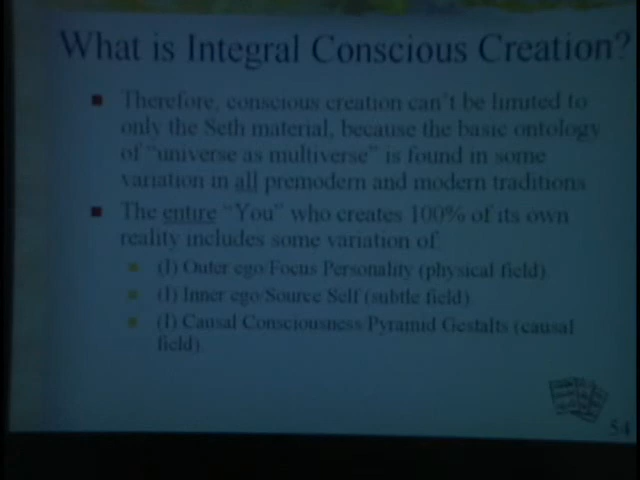 What is Integral Conscious Creation?
Therefore, conscious creation can't be limited to
only the Seth material, because the basic ontology
of "universe as multiverse" is found in some
variation in all premodern and modern traditions
The entire "You" who creates 100% of its own
reality includes some variation of
(I) Outer ego/Focus Personality (physical field)
(I) Inner ego/Source Self (subtle field)
(I) Causal Consciousness/Pyramid Gestalts (causal
field).
54